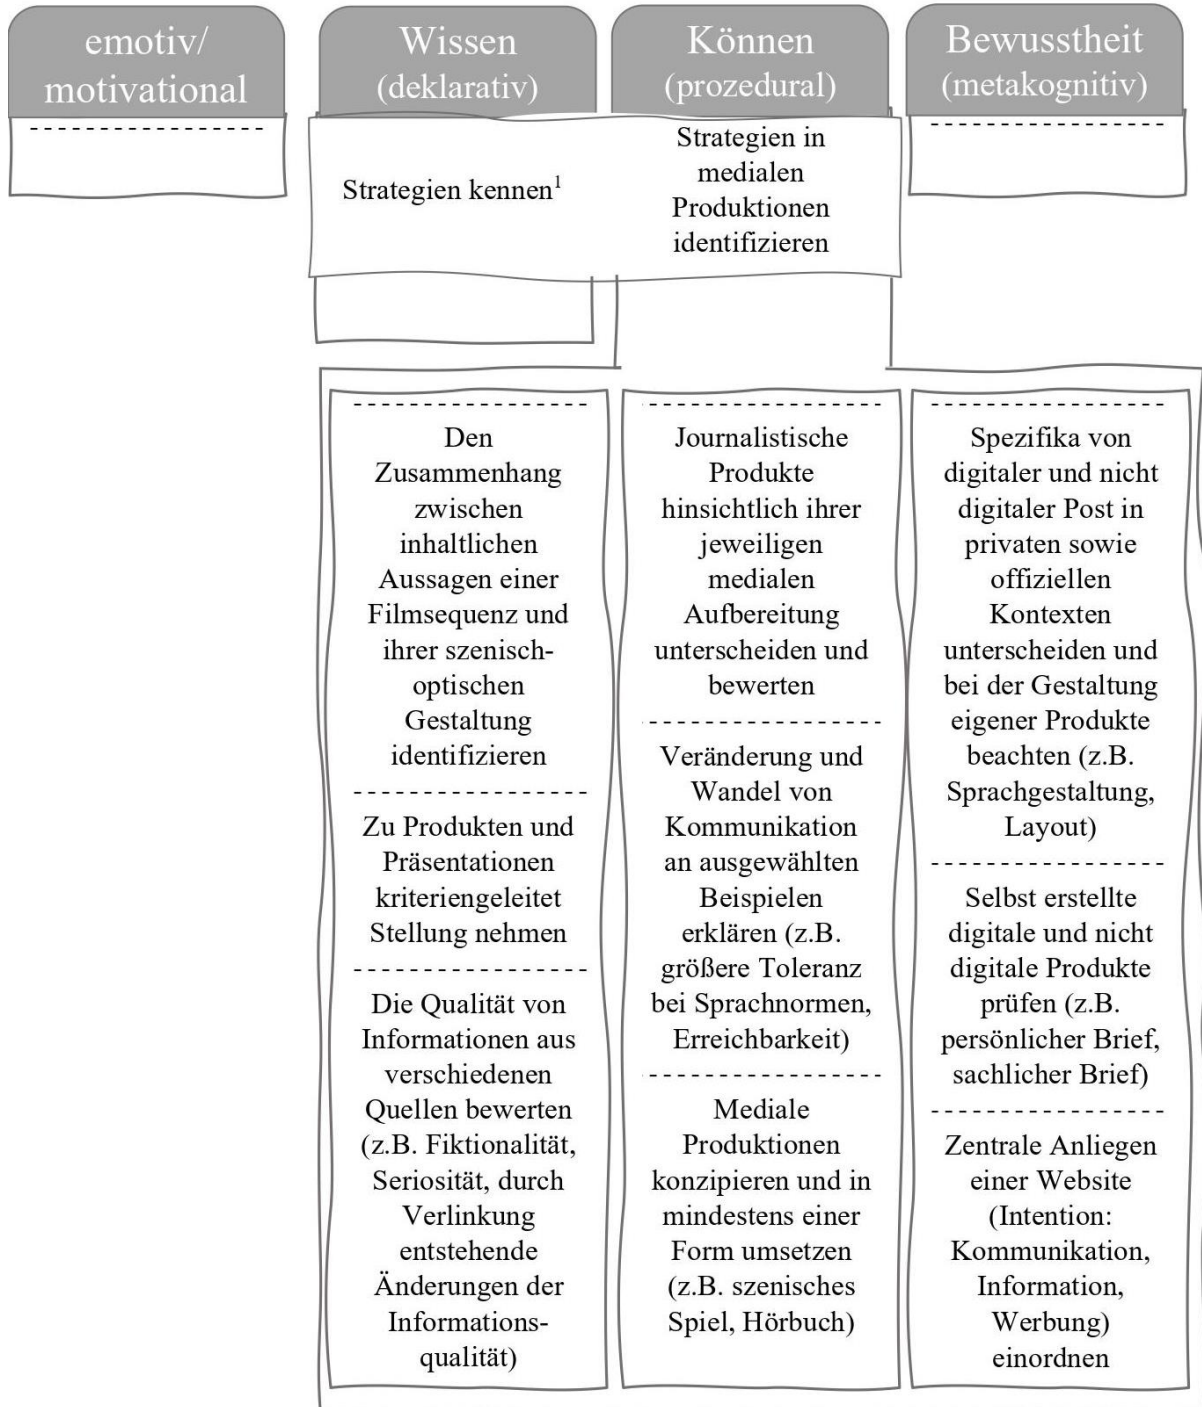 emotiv/
motivational
Wissen
(deklarativ)
Können
(prozedural)
Bewusstheit
(metakognitiv)
Strategien kennen¹
Strategien in
medialen
Produktionen
identifizieren
Den
Zusammenhang
zwischen
inhaltlichen
Aussagen einer
Filmsequenz und
ihrer szenisch-
optischen
Gestaltung
identifizieren
Zu Produkten und
Präsentationen
kriteriengeleitet
Stellung nehmen
Die Qualität von
Informationen aus
verschiedenen
Quellen bewerten
(z.B. Fiktionalität,
Seriosität, durch
Verlinkung
entstehende
Änderungen der
Informations-
qualität)
Journalistische
Produkte
hinsichtlich ihrer
jeweiligen
medialen
Aufbereitung
unterscheiden und
bewerten
Veränderung und
Wandel von
Kommunikation
an ausgewählten
Beispielen
erklären (z.B.
größere Toleranz
bei Sprachnormen,
Erreichbarkeit)
Mediale
Produktionen
konzipieren und in
mindestens einer
Form umsetzen
(z.B. szenisches
Spiel, Hörbuch)
Spezifika von
digitaler und nicht
digitaler Post in
privaten sowie
offiziellen
Kontexten
unterscheiden und
bei der Gestaltung
eigener Produkte
beachten (z.B.
Sprachgestaltung,
Layout)
Selbst erstellte
digitale und nicht
digitale Produkte
prüfen (z.B.
persönlicher Brief,
sachlicher Brief)
Zentrale Anliegen
einer Website
(Intention:
Kommunikation,
Information,
Werbung)
einordnen